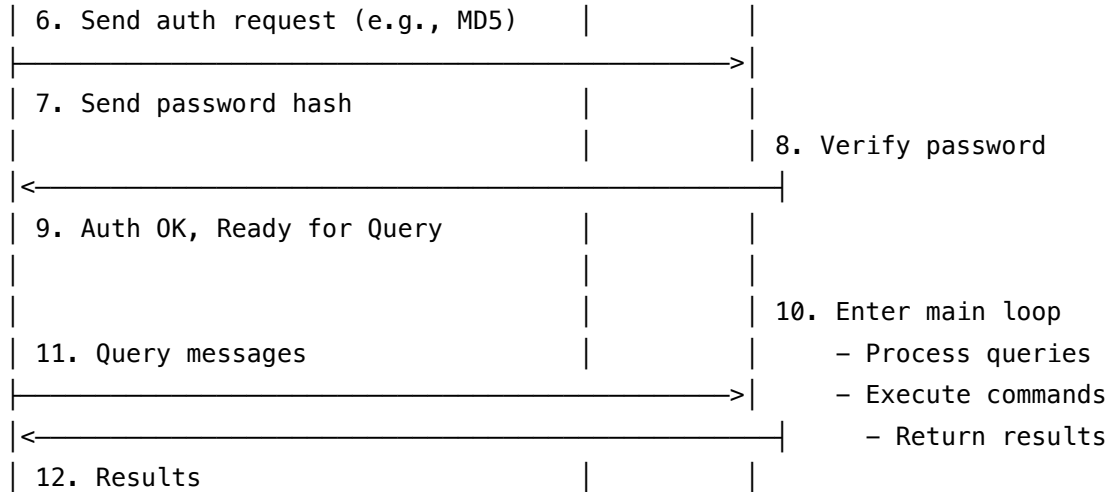 6. Send auth request (e.g., MD5)
7. Send password hash
8. Verify password
9. Auth OK, Ready for Query
10. Enter main loop
11. Query messages
- Process queries
- Execute commands
- Return results
12. Results